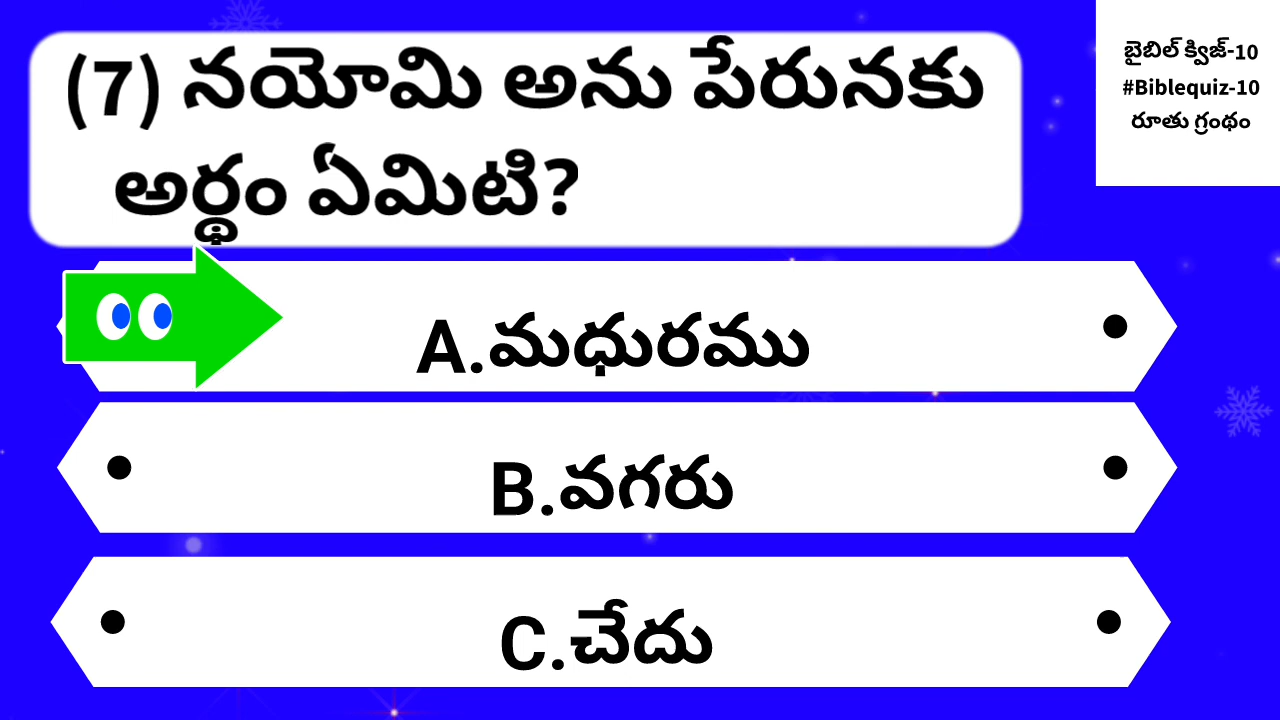 (7) నయోమి అను పేరునకు
అర్థం ఏమిటి?
బైబిల్ క్విజ్-10
#Biblequiz-10
రూతు గ్రంథం
A.మధురము
B.వగరు
C.చేదు